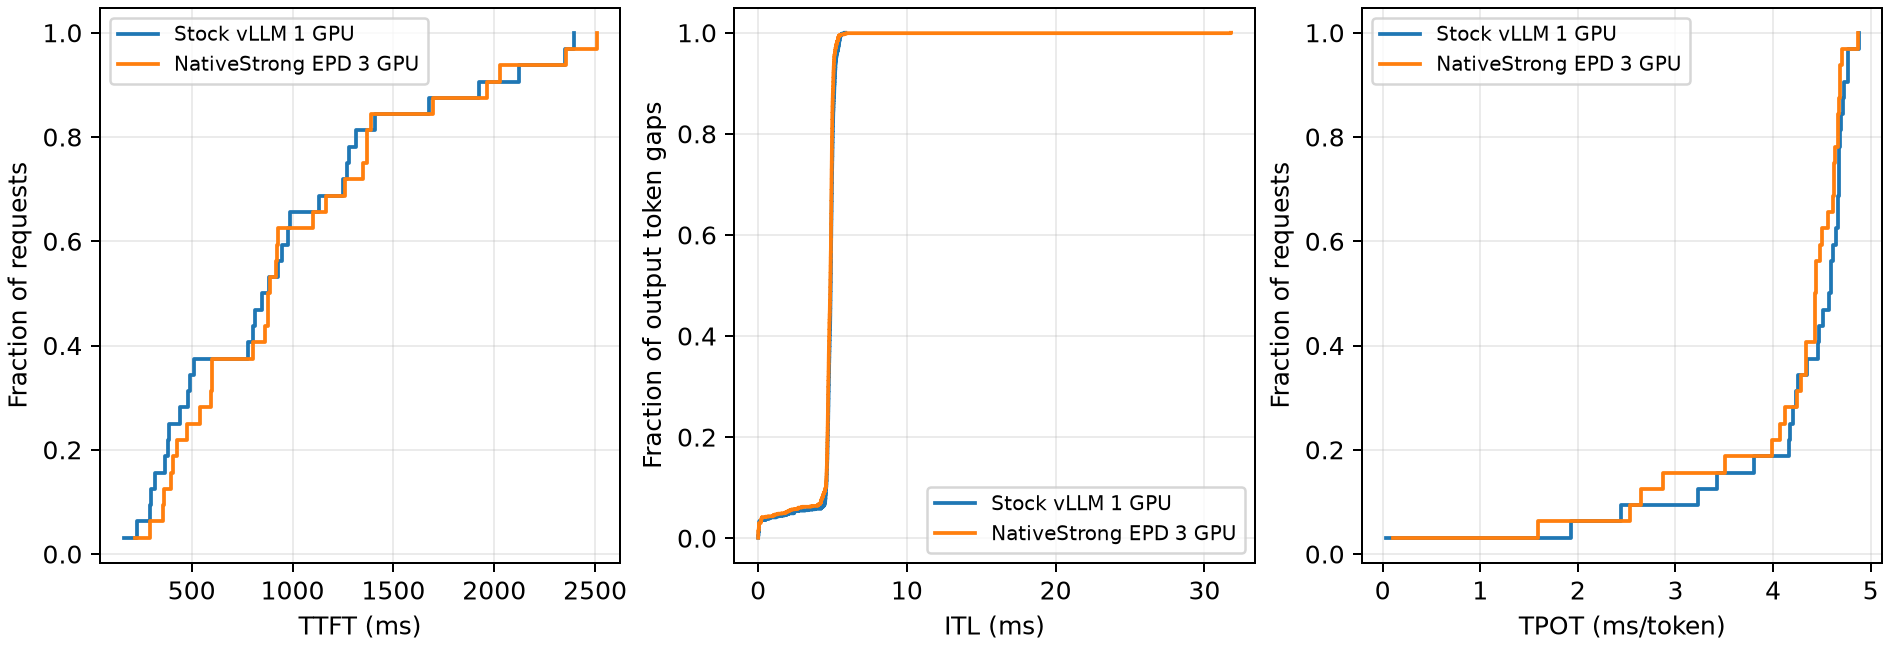 Fraction of requests
1.0
0.8
0.6
0.4
0.2
0.0
Stock vLLM 1 GPU
NativeStrong EPD 3 GPU
500
1000
1500
2000
2500
TTFT (ms)
Fraction of output token gaps
1.0
0.8
0.6
0.4
0.2
0.0
Stock vLLM 1 GPU
NativeStrong EPD 3 GPU
0
10
20
30
ITL (ms)
Fraction of requests
1.0
0.8
0.6
0.4
0.2
0.0
Stock vLLM 1 GPU
NativeStrong EPD 3 GPU
0
1
2
3
4
5
TPOT (ms/token)